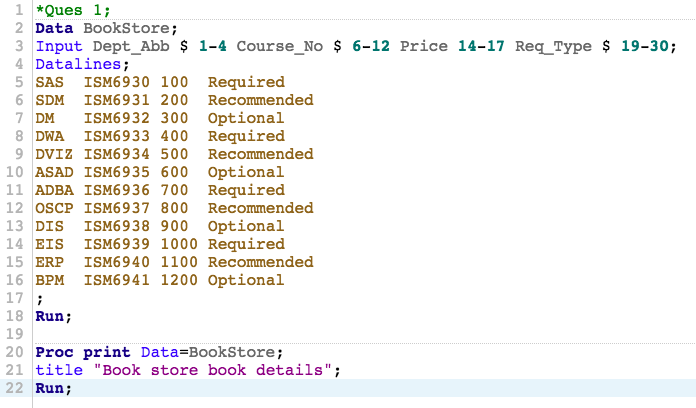 1 *Ques 1;
2 Data BookStore;
3 Input Dept_Abb $ 1-4 Course_No $ 6-12 Price 14-17 Req_Type $ 19-30;
4 Datalines;
5 SAS  ISM6930 100  Required
6 SDM  ISM6931 200  Recommended
7 DM   ISM6932 300  Optional
8 DWA  ISM6933 400  Required
9 DVIZ ISM6934 500  Recommended
10 ASAD ISM6935 600  Optional
11 ADBA ISM6936 700  Required
12 OSCP ISM6937 800  Recommended
13 DIS  ISM6938 900  Optional
14 EIS  ISM6939 1000 Required
15 ERP  ISM6940 1100 Recommended
16 BPM  ISM6941 1200 Optional
17 ;
18 Run;
19
20 Proc print Data=BookStore;
21 title "Book store book details";
22 Run;